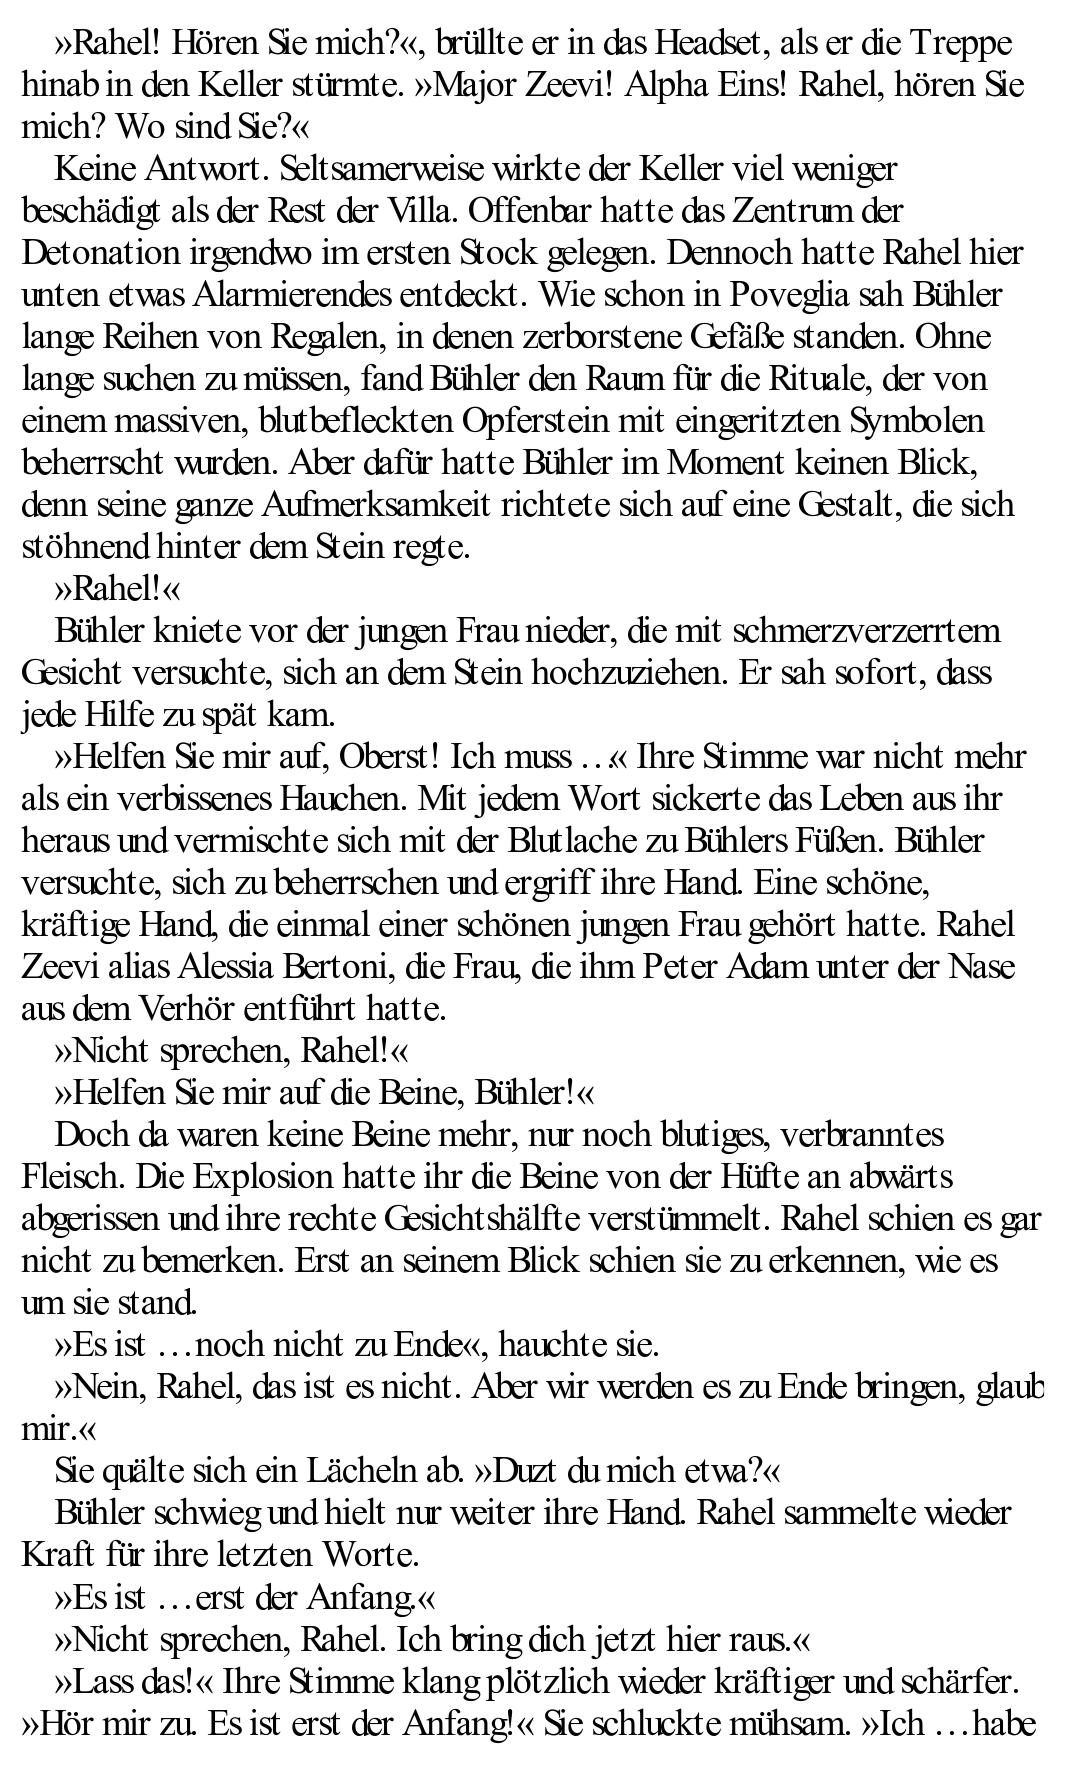 »Rahel! Hören Sie mich?«, brüllte er in das Headset, als er die Treppe
hinab in den Keller stürmte. »Major Zeevi! Alpha Eins! Rahel, hören Sie
mich? Wo sind Sie?«
Keine Antwort. Seltsamerweise wirkte der Keller viel weniger
beschädigt als der Rest der Villa. Offenbar hatte das Zentrum der
Detonation irgendwo im ersten Stock gelegen. Dennoch hatte Rahel hier
unten etwas Alarmierendes entdeckt. Wie schon in Poveglia sah Bühler
lange Reihen von Regalen, in denen zerborstene Gefäße standen. Ohne
lange suchen zu müssen, fand Bühler den Raum für die Rituale, der von
einem massiven, blutbefleckten Opferstein mit eingeritzten Symbolen
beherrscht wurden. Aber dafür hatte Bühler im Moment keinen Blick,
denn seine ganze Aufmerksamkeit richtete sich auf eine Gestalt, die sich
stöhnend hinter dem Stein regte.
»Rahel!«
Bühler kniete vor der jungen Frau nieder, die mit schmerzverzerrtem
Gesicht versuchte, sich an dem Stein hochzuziehen. Er sah sofort, dass
jede Hilfe zu spät kam.
»Helfen Sie mir auf, Oberst! Ich muss …« Ihre Stimme war nicht mehr
als ein verbissenes Hauchen. Mit jedem Wort sickerte das Leben aus ihr
heraus und vermischte sich mit der Blutlache zu Bühlers Füßen. Bühler
versuchte, sich zu beherrschen und ergriff ihre Hand. Eine schöne,
kräftige Hand, die einmal einer schönen jungen Frau gehört hatte. Rahel
Zeevi alias Alessia Bertoni, die Frau, die ihm Peter Adam unter der Nase
aus dem Verhör entführt hatte.
»Nicht sprechen, Rahel!«
»Helfen Sie mir auf die Beine, Bühler!«
Doch da waren keine Beine mehr, nur noch blutiges, verbranntes
Fleisch. Die Explosion hatte ihr die Beine von der Hüfte an abwärts
abgerissen und ihre rechte Gesichtshälfte verstümmelt. Rahel schien es gar
nicht zu bemerken. Erst an seinem Blick schien sie zu erkennen, wie es
um sie stand.
»Es ist … noch nicht zu Ende«, hauchte sie.
»Nein, Rahel, das ist es nicht. Aber wir werden es zu Ende bringen, glaub
mir.«
Sie quälte sich ein Lächeln ab. »Duzt du mich etwa?«
Bühler schwieg und hielt nur weiter ihre Hand. Rahel sammelte wieder
Kraft für ihre letzten Worte.
»Es ist … erst der Anfang.«
»Nicht sprechen, Rahel. Ich bring dich jetzt hier raus.«
»Lass das!« Ihre Stimme klang plötzlich wieder kräftiger und schärfer.
»Hör mir zu. Es ist erst der Anfang!« Sie schluckte mühsam. »Ich … habe